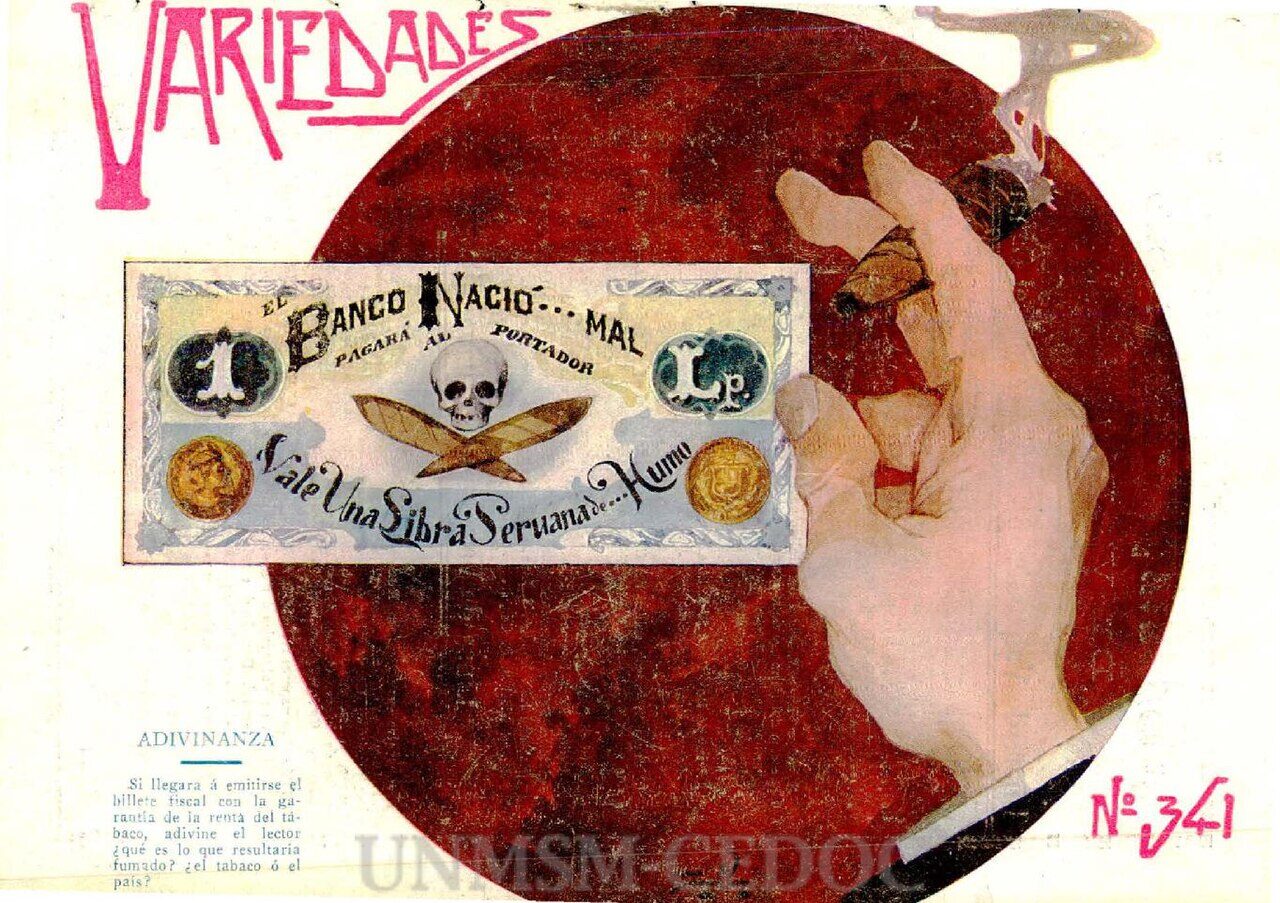 VARIEDADES
EL BANCO NACIO... MAL
PAGARÁ AL PORTADOR
1
Lp.
Vale Una Libra Peruana de... Humo
ADIVINANZA
Si llegara á emitirse el
billete fiscal con la ga-
rantía de la renta del tá-
baco, adivine el lector
¿qué es lo que resultaría
fumado? ¿el tabaco ó el
país?
Nº 341
UNMSM-CEDOC